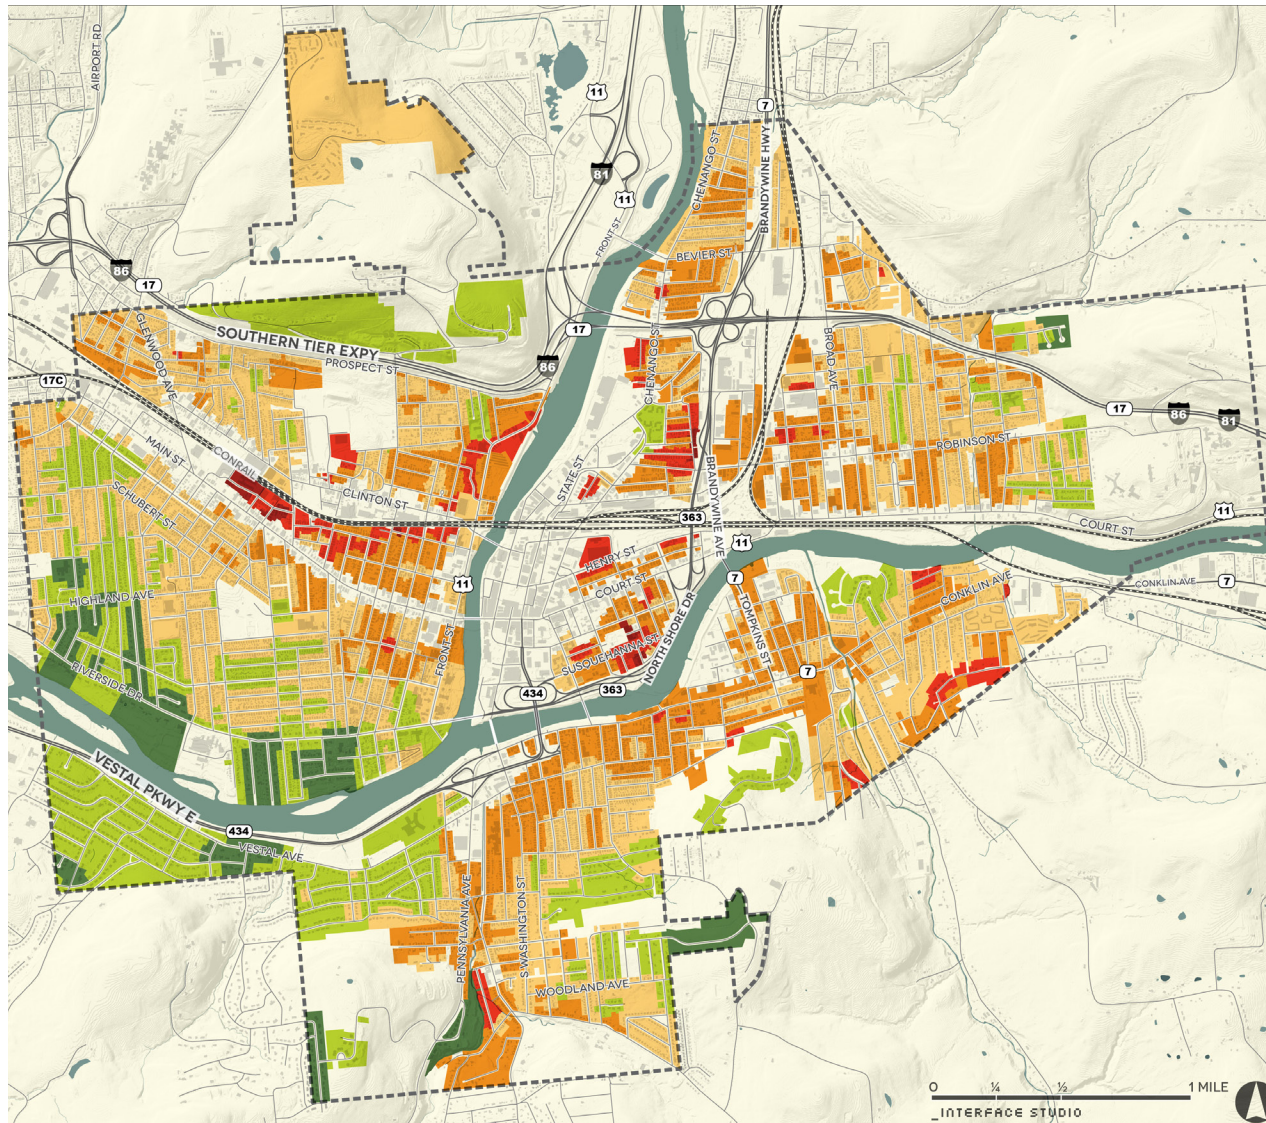 AIRPORT RD
11
7
CHENANGO ST
BRANDYWINE HWY
81
11
FRONT ST
BEVIER ST
86
17
GLENWOOD AVE
SOUTHERN TIER EXPY
PROSPECT ST
17
86
CHENANGO ST
BROAD AVE
17C
17
86
81
MAIN ST
CONRAIL
ROBINSON ST
SCHUBERT ST
CLINTON ST
STATE ST
BRANDYWINE AVE
363
COURT ST
11
11
HENRY ST
COURT ST
11
7
CONKLIN AVE
CONKLIN AVE
7
HIGHLAND AVE
TOMPKINS ST
FRONT ST
SUSQUEHANNA ST
NORTH SHORE DR
7
RIVERSIDE DR
434
363
VESTAL PKWY E
434
VESTAL AVE
PENNSYLVANIA AVE
S WASHINGTON ST
WOODLAND AVE
0 ¼ ½ 1 MILE
_INTERFACE STUDIO